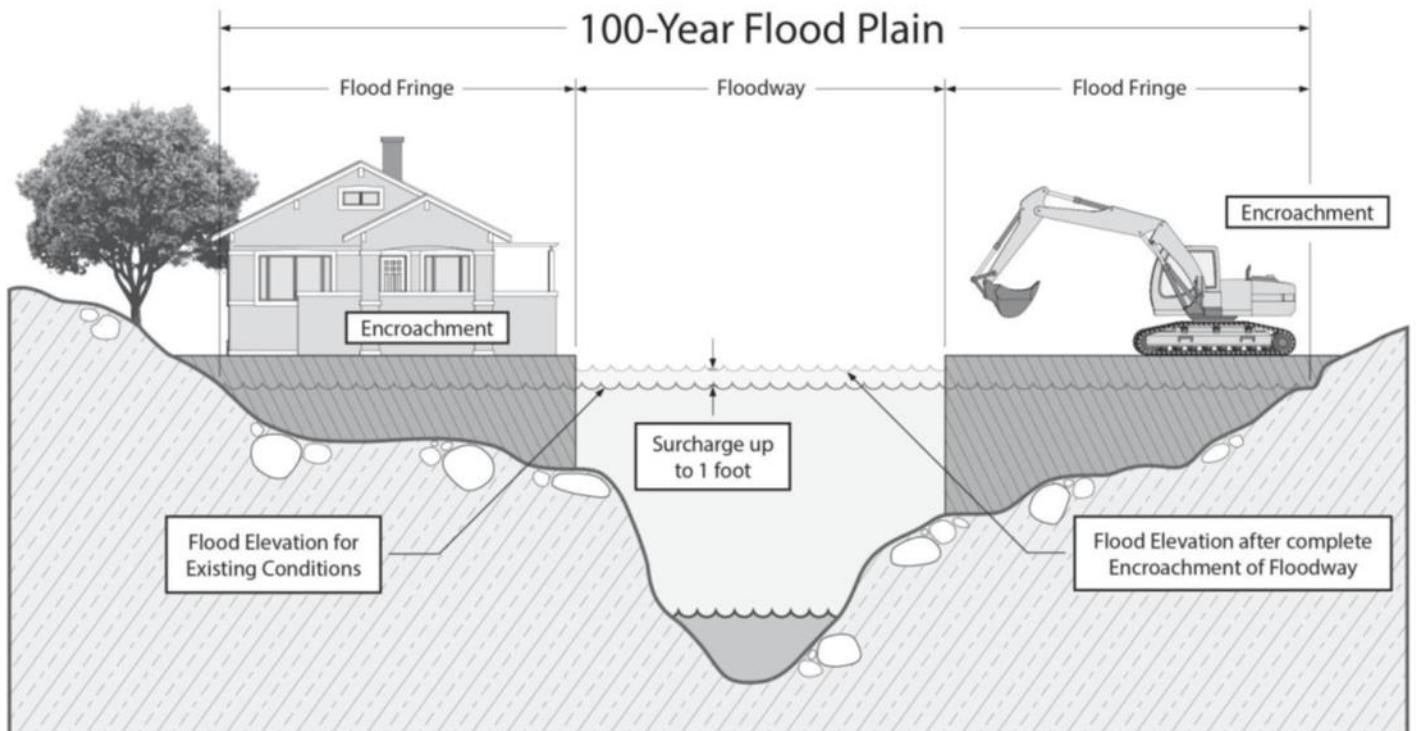 100-Year Flood Plain
Flood Fringe
Floodway
Flood Fringe
Encroachment
Encroachment
Surcharge up
to 1 foot
Flood Elevation for
Existing Conditions
Flood Elevation after complete
Encroachment of Floodway